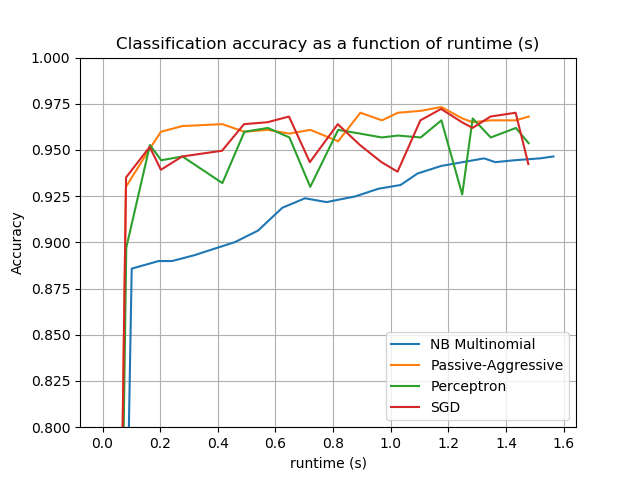 Classification accuracy as a function of runtime (s)
1.000
0.975
0.950
0.925
0.900
0.875
0.850
0.825
0.800
Accuracy
NB Multinomial
Passive-Aggressive
Perceptron
SGD
0.0 0.2 0.4 0.6 0.8 1.0 1.2 1.4 1.6
runtime (s)